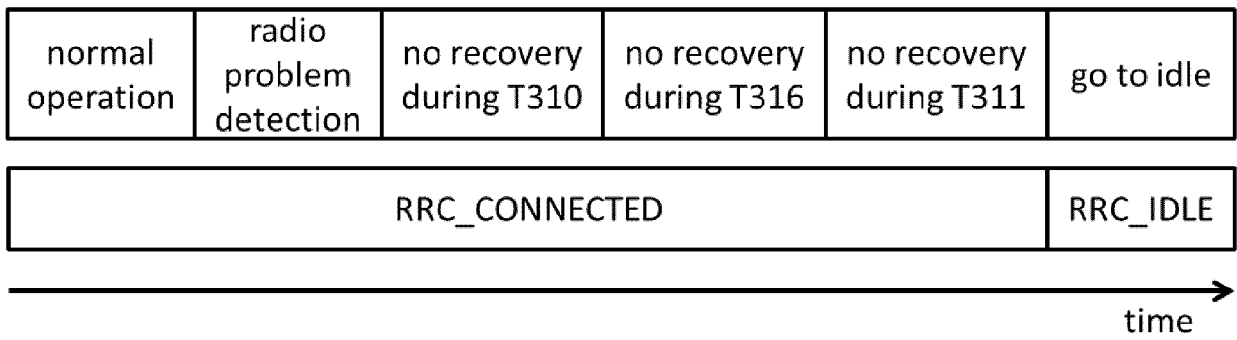 normal
operation
radio
problem
detection
no recovery
during T310
no recovery
during T316
no recovery
during T311
go to idle
RRC_CONNECTED
RRC_IDLE
time